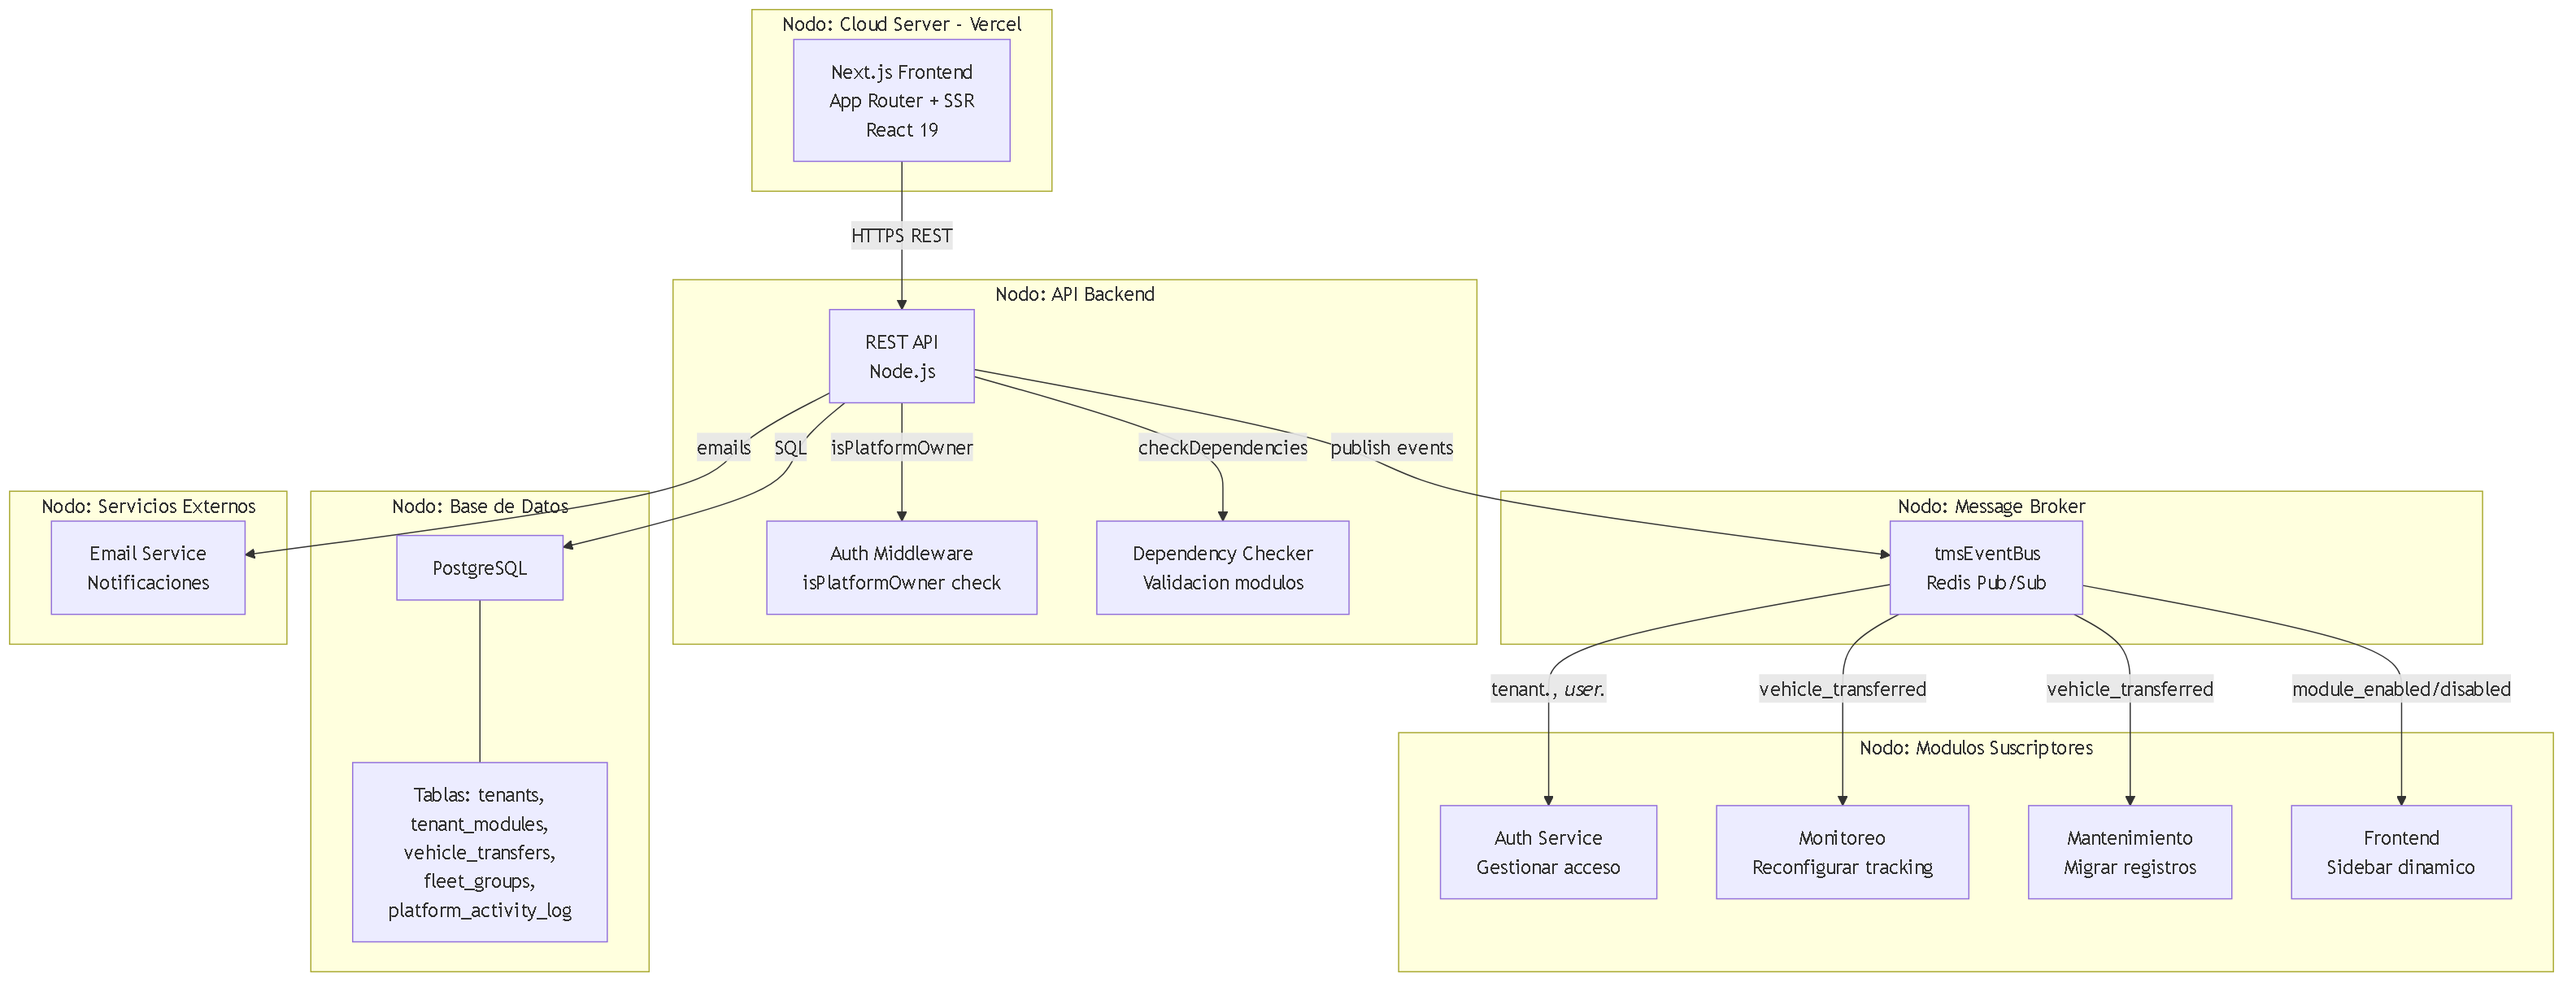 Nodo: Cloud Server - Vercel
Next.js Frontend
App Router + SSR
React 19
HTTPS REST
Nodo: API Backend
REST API
Node.js
emails
SQL
isPlatformOwner
checkDependencies
publish events
Nodo: Servicios Externos
Email Service
Notificaciones
Nodo: Base de Datos
PostgreSQL
Auth Middleware
isPlatformOwner check
Dependency Checker
Validacion modulos
Nodo: Message Broker
tmsEventBus
Redis Pub/Sub
tenant., user.
vehicle_transferred
vehicle_transferred
module_enabled/disabled
Tablas: tenants,
tenant_modules,
vehicle_transfers,
fleet_groups,
platform_activity_log
Nodo: Modulos Suscriptores
Auth Service
Gestionar acceso
Monitoreo
Reconfigurar tracking
Mantenimiento
Migrar registros
Frontend
Sidebar dinamico